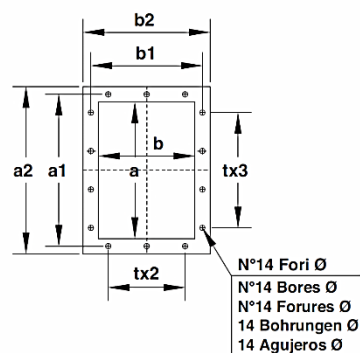 b2
b1
b
a2
a1
a
tx3
tx2
N°14 Fori Ø
N°14 Bores Ø
N°14 Forures Ø
14 Bohrungen Ø
14 Agujeros Ø